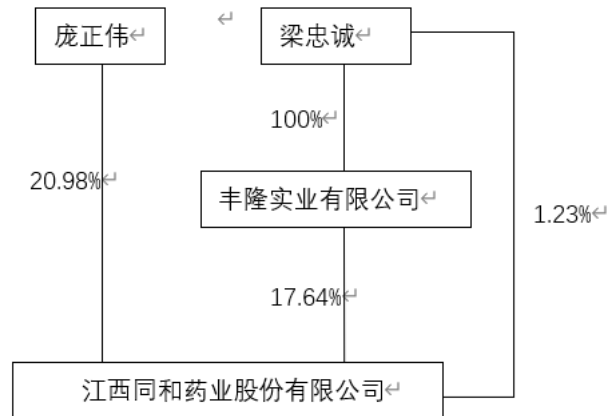 庞正伟
梁忠诚
100%
20.98%
丰隆实业有限公司
1.23%
17.64%
江西同和药业股份有限公司